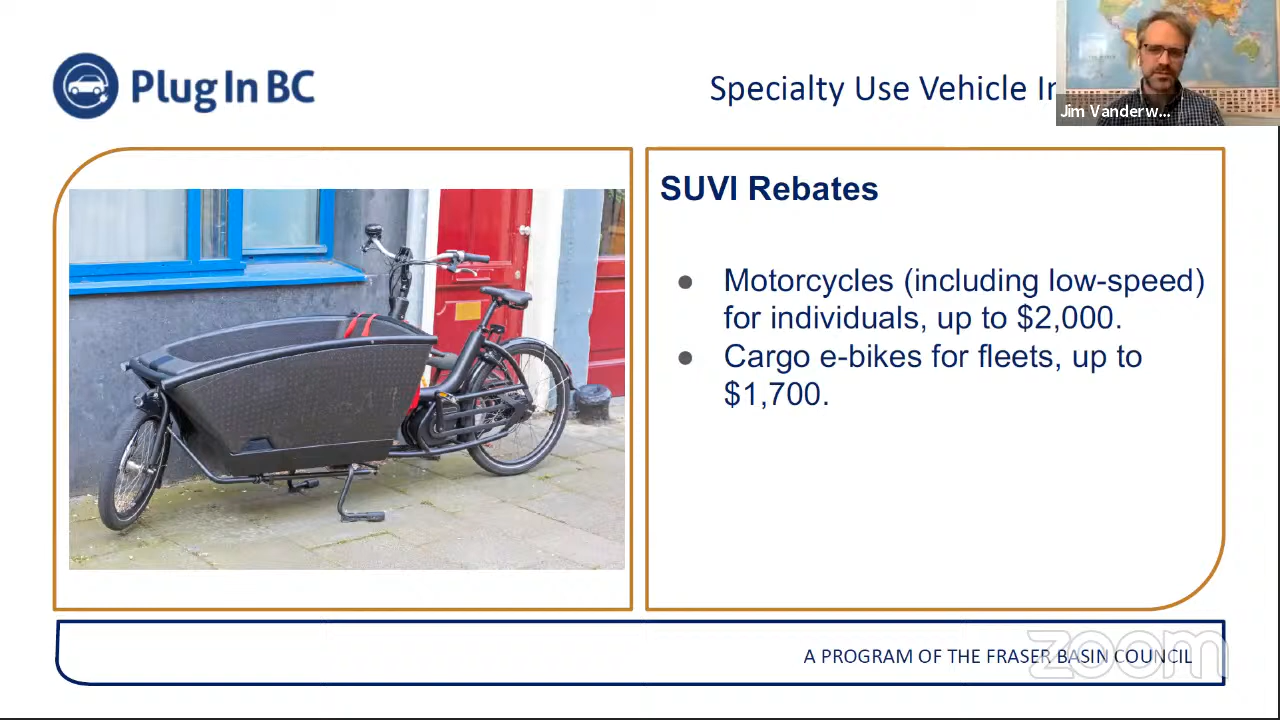 Plug In BC
Specialty Use Vehicle
Jim Vanderw...
SUVI Rebates
Motorcycles (including low-speed)
for individuals, up to $2,000.
Cargo e-bikes for fleets, up to
$1,700.
A PROGRAM OF THE FRASER BASIN COUNCIL
zoom